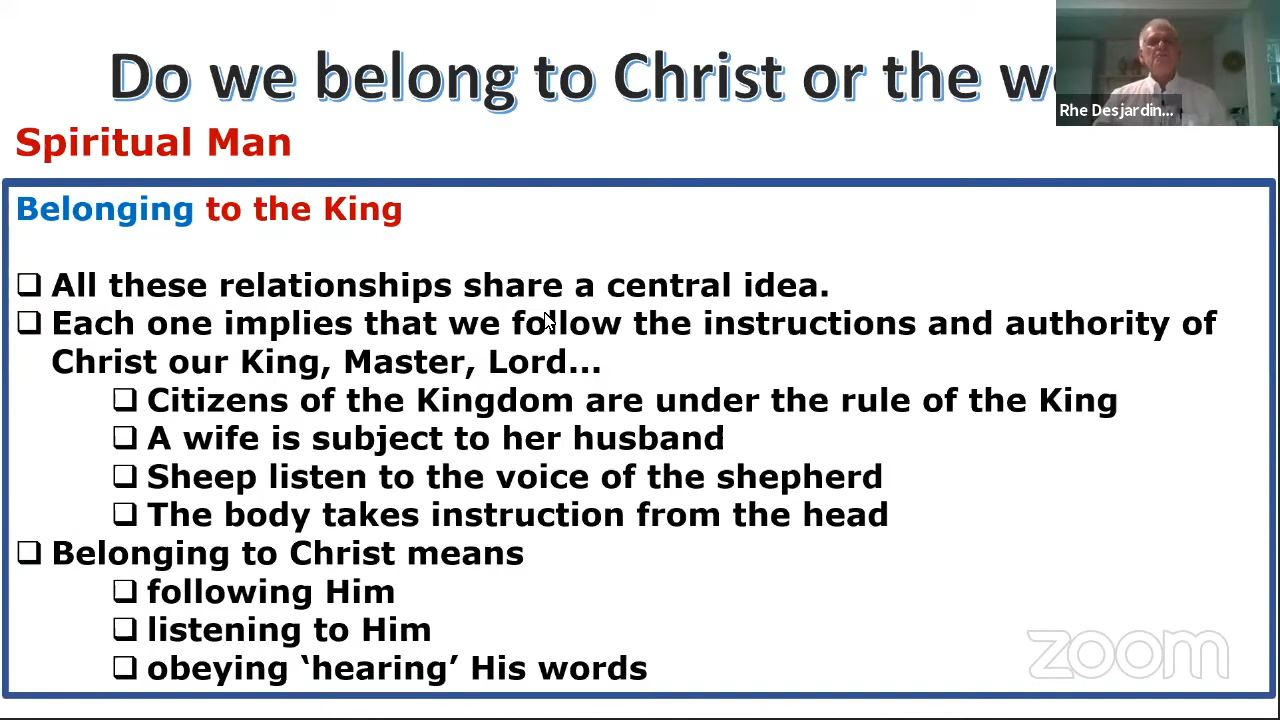 Do we belong to Christ or the
Rhe Desjardin...
Spiritual Man
Belonging to the King
❑ All these relationships share a central idea.
❑ Each one implies that we follow the instructions and authority of
Christ our King, Master, Lord...
❑ Citizens of the Kingdom are under the rule of the King
❑ A wife is subject to her husband
❑ Sheep listen to the voice of the shepherd
❑ The body takes instruction from the head
❑ Belonging to Christ means
❑ following Him
❑ listening to Him
❑ obeying ‘hearing’ His words
zoom